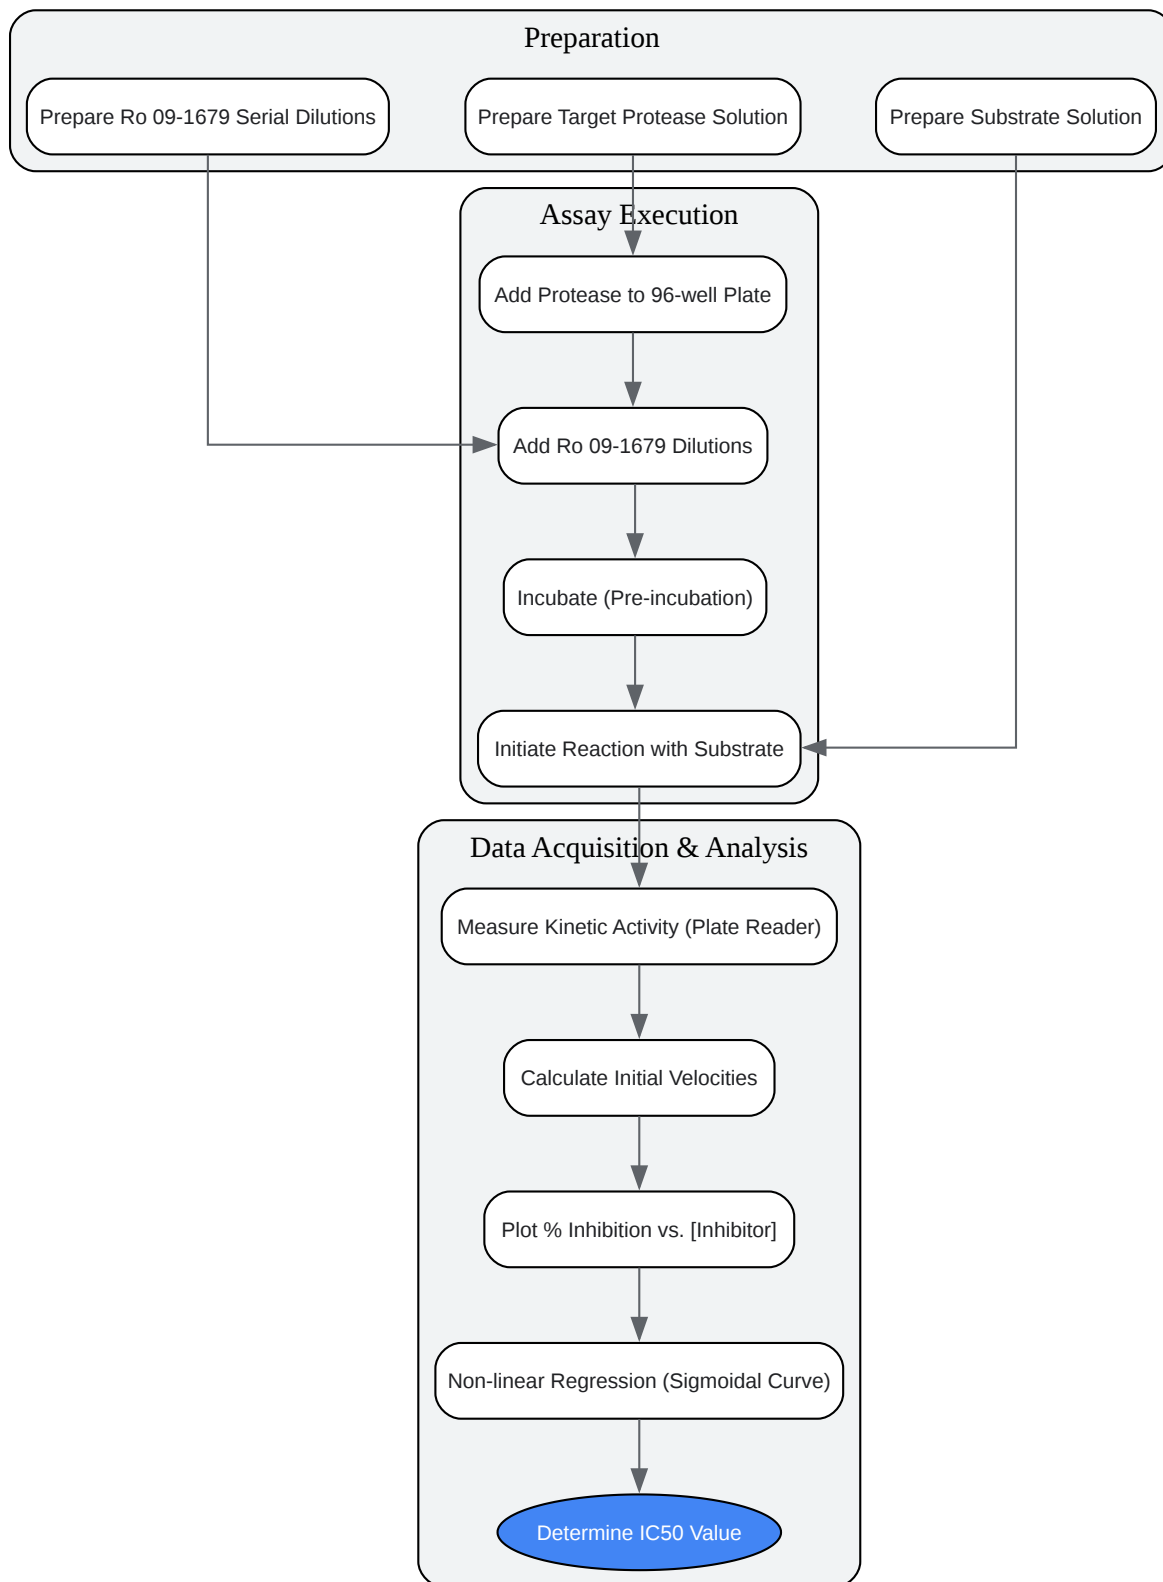 Preparation
Prepare Ro 09-1679 Serial Dilutions
Prepare Target Protease Solution
Prepare Substrate Solution
Assay Execution
Add Protease to 96-well Plate
Add Ro 09-1679 Dilutions
Incubate (Pre-incubation)
Initiate Reaction with Substrate
Data Acquisition & Analysis
Measure Kinetic Activity (Plate Reader)
Calculate Initial Velocities
Plot % Inhibition vs. [Inhibitor]
Non-linear Regression (Sigmoidal Curve)
Determine IC50 Value